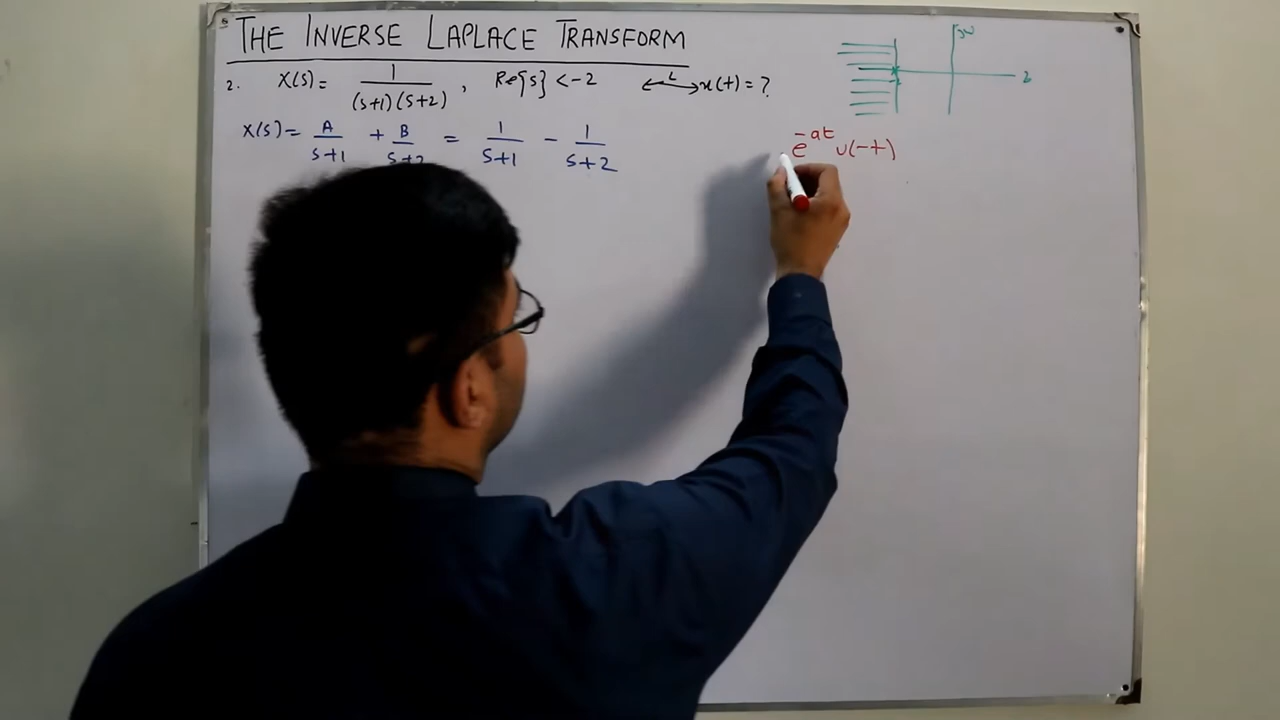 THE INVERSE LAPLACE TRANSFORM
2. X(s) = 1/((s+1)(s+2)), Re{s} < -2 ←L→ x(t) = ?
X(s) = A/(s+1) + B/(s+2) = 1/(s+1) - 1/(s+2)
jω
e^{-at} u(-t)